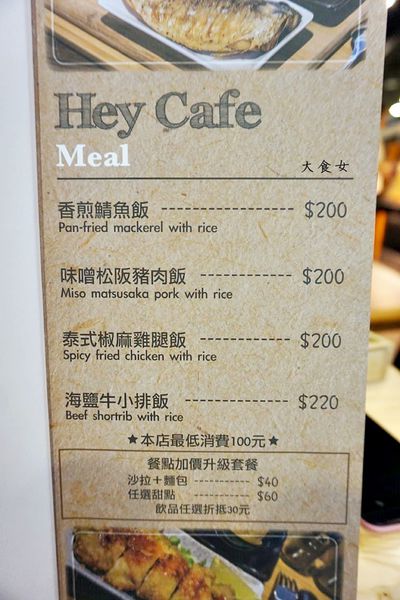 Hey Cafe
Meal
大食女
香煎鯖魚飯 ---------------- $200
Pan-fried mackerel with rice
味噌松阪豬肉飯 ------------- $200
Miso matsusaka pork with rice
泰式椒麻雞腿飯 ------------- $200
Spicy fried chicken with rice
海鹽牛小排飯 --------------- $220
Beef shortrib with rice
★本店最低消費100元★
餐點加價升級套餐
沙拉+麵包 ------------ $40
任選甜點 ------------- $60
飲品任選折抵30元